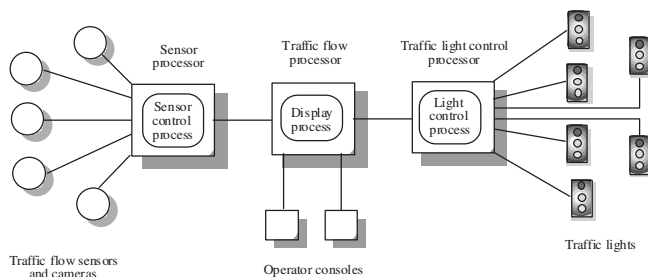 Sensor
processor
Traffic flow
processor
Traffic light control
processor
Sensor
control
process
Display
process
Light
control
process
Traffic flow sensors
and cameras
Operator consoles
Traffic lights